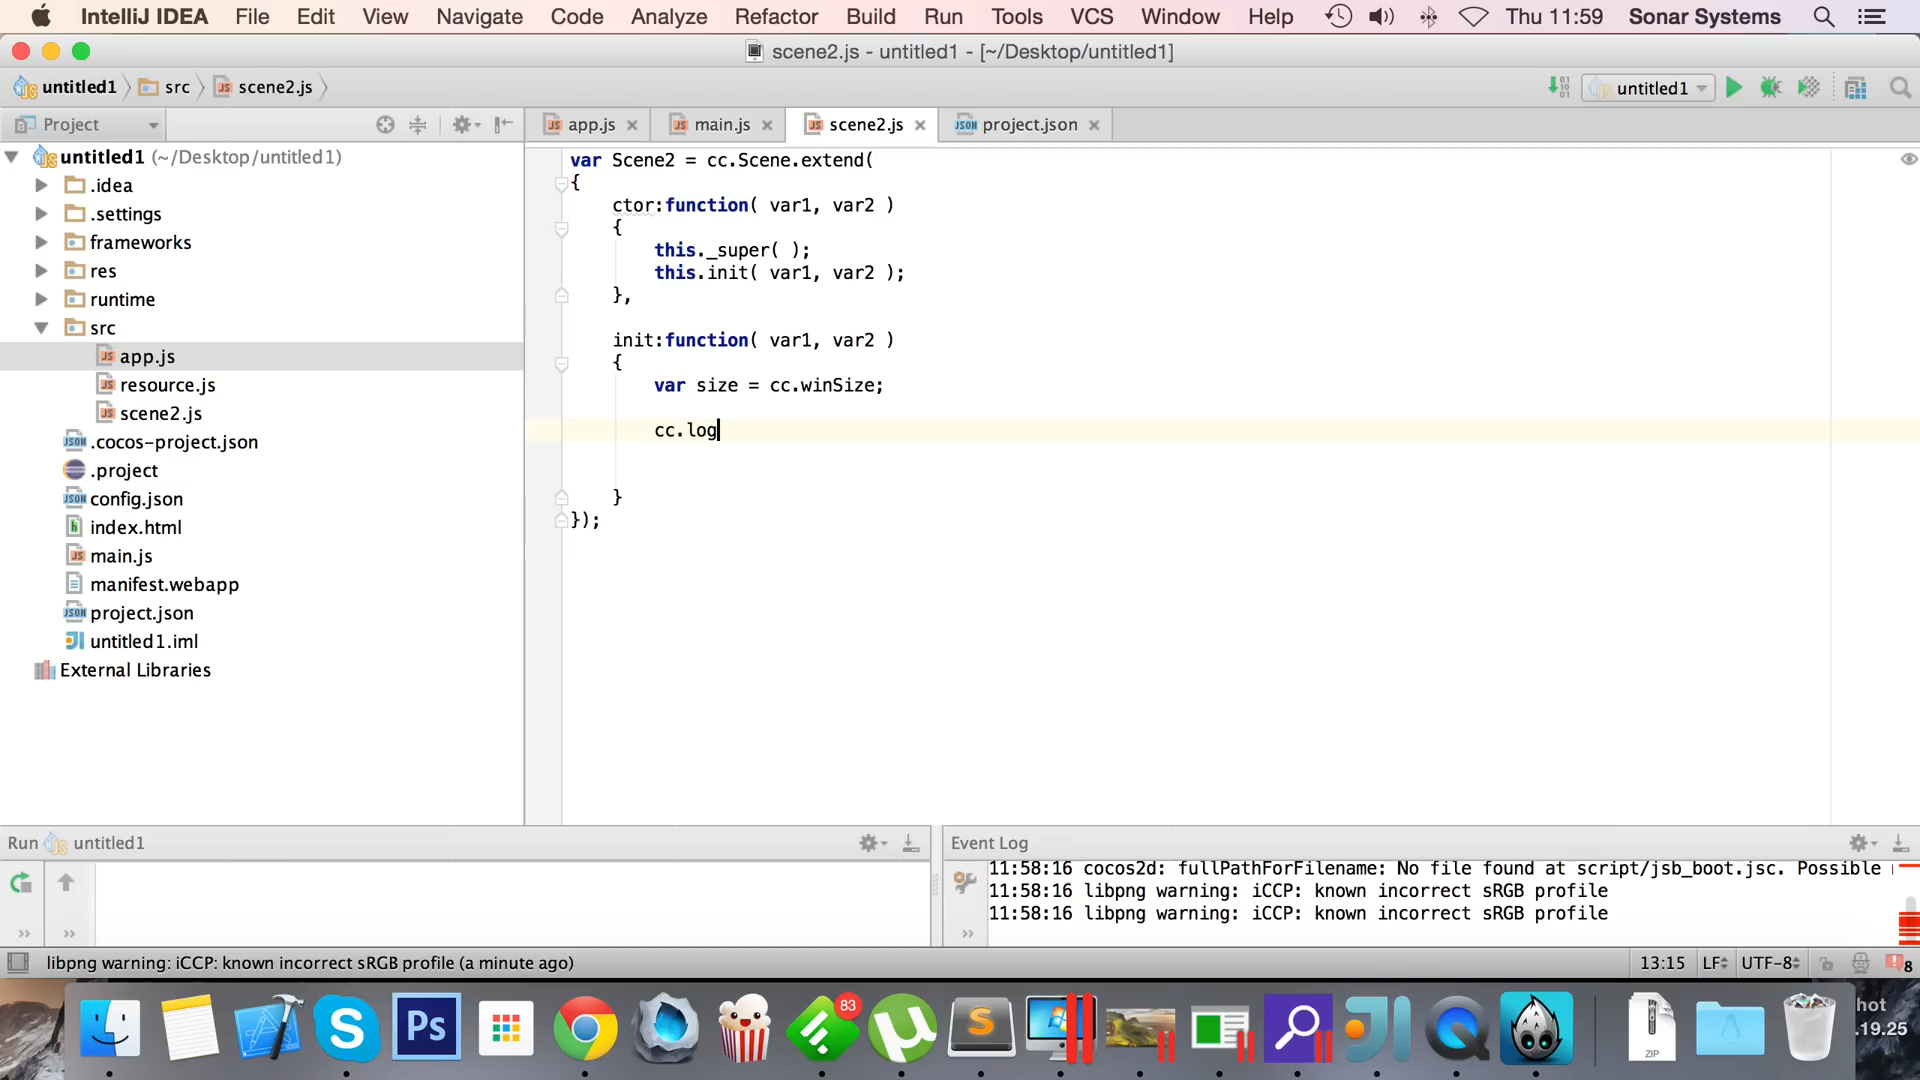 IntelliJ IDEA File Edit View Navigate Code Analyze Refactor Build Run Tools VCS Window Help Thu 11:59 Sonar Systems
scene2.js - untitled1 - [~/Desktop/untitled1]
untitled1 src scene2.js untitled1
Project app.js main.js scene2.js project.json
untitled1 (~/Desktop/untitled1)
.idea
.settings
frameworks
res
runtime
src
app.js
resource.js
scene2.js
.cocos-project.json
.project
config.json
index.html
main.js
manifest.webapp
project.json
untitled1.iml
External Libraries
var Scene2 = cc.Scene.extend(
{
ctor:function( var1, var2 )
{
this._super( );
this.init( var1, var2 );
},
init:function( var1, var2 )
{
var size = cc.winSize;
cc.log
}
});
Run untitled1
Event Log
11:58:16 cocos2d: fullPathForFilename: No file found at script/jsb_boot.jsc. Possible
11:58:16 libpng warning: iCCP: known incorrect sRGB profile
11:58:16 libpng warning: iCCP: known incorrect sRGB profile
libpng warning: iCCP: known incorrect sRGB profile (a minute ago) 13:15 LF UTF-8 8
Ps 83 ZIP
hot
.19.25